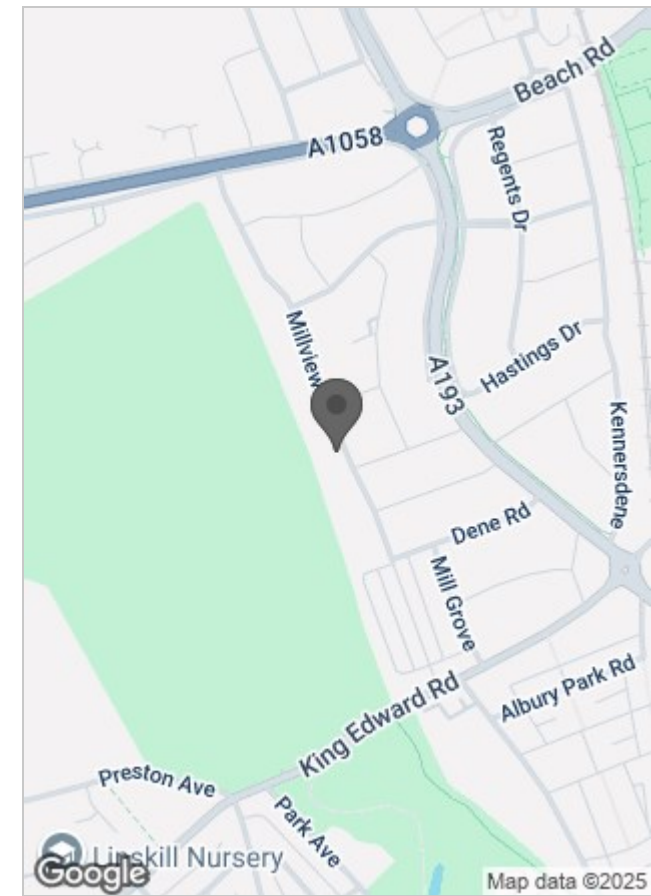 Beach Rd
A1058
Regents Dr
Millview
Hastings Dr
A193
Kennersdene
Dene Rd
Mill Grove
King Edward Rd
Albury Park Rd
Preston Ave
Park Ave
Linskill Nursery
Google
Map data ©2025